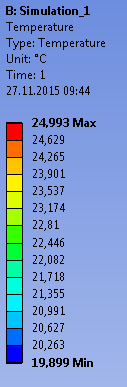 B: Simulation_1
Temperature
Type: Temperature
Unit: °C
Time: 1
27.11.2015 09:44
24,993 Max
24,629
24,265
23,901
23,537
23,174
22,81
22,446
22,082
21,718
21,355
20,991
20,627
20,263
19,899 Min